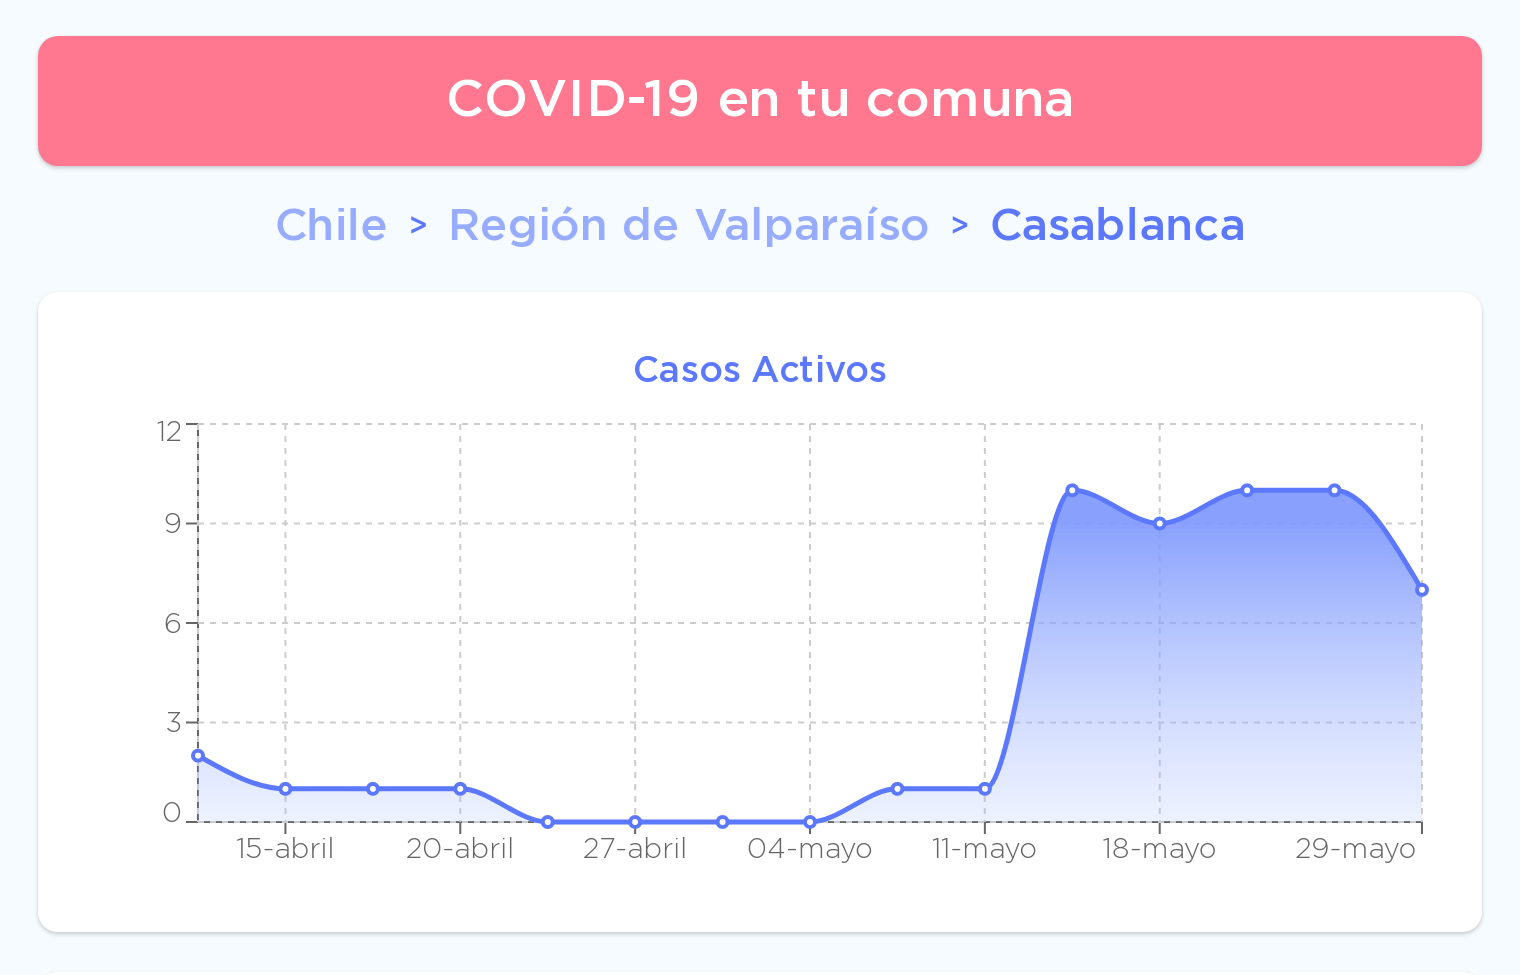 COVID-19 en tu comuna
Chile > Región de Valparaíso > Casablanca
Casos Activos
12
9
6
3
0
15-abril 20-abril 27-abril 04-mayo 11-mayo 18-mayo 29-mayo